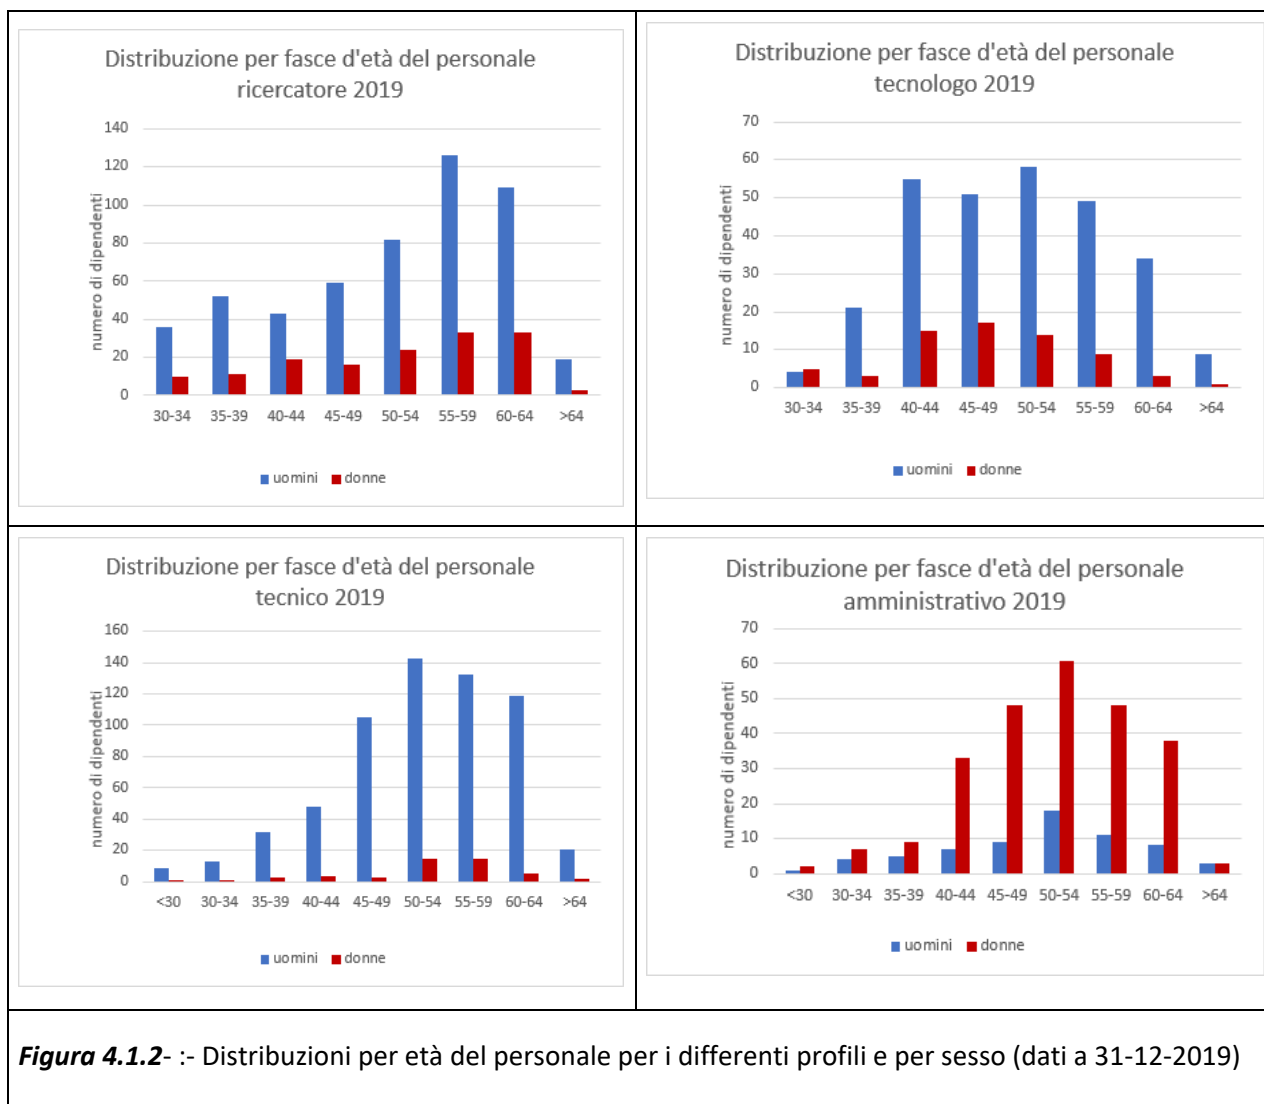 Distribuzione per fasce d'età del personale
ricercatore 2019
140
120
100
80
60
40
20
0
numero di dipendenti
30-34 35-39 40-44 45-49 50-54 55-59 60-64 >64
uomini donne
Distribuzione per fasce d'età del personale
tecnologo 2019
70
60
50
40
30
20
10
0
numero di dipendenti
30-34 35-39 40-44 45-49 50-54 55-59 60-64 >64
uomini donne
Distribuzione per fasce d'età del personale
tecnico 2019
160
140
120
100
80
60
40
20
0
numero di dipendenti
<30 30-34 35-39 40-44 45-49 50-54 55-59 60-64 >64
uomini donne
Distribuzione per fasce d'età del personale
amministrativo 2019
70
60
50
40
30
20
10
0
numero di dipendenti
<30 30-34 35-39 40-44 45-49 50-54 55-59 60-64 >64
uomini donne
Figura 4.1.2- :- Distribuzioni per età del personale per i differenti profili e per sesso (dati a 31-12-2019)